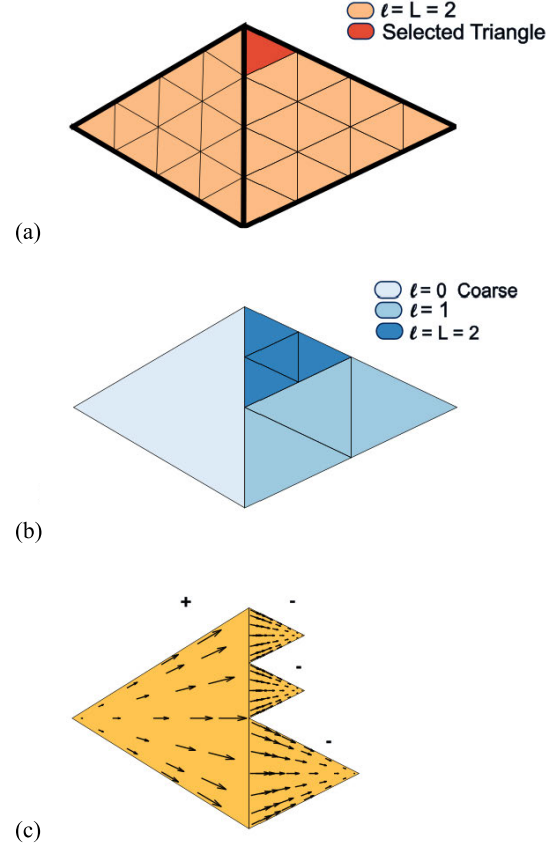 ℓ = L = 2
Selected Triangle
(a)
ℓ = 0 Coarse
ℓ = 1
ℓ = L = 2
(b)
+ -
-
-
(c)